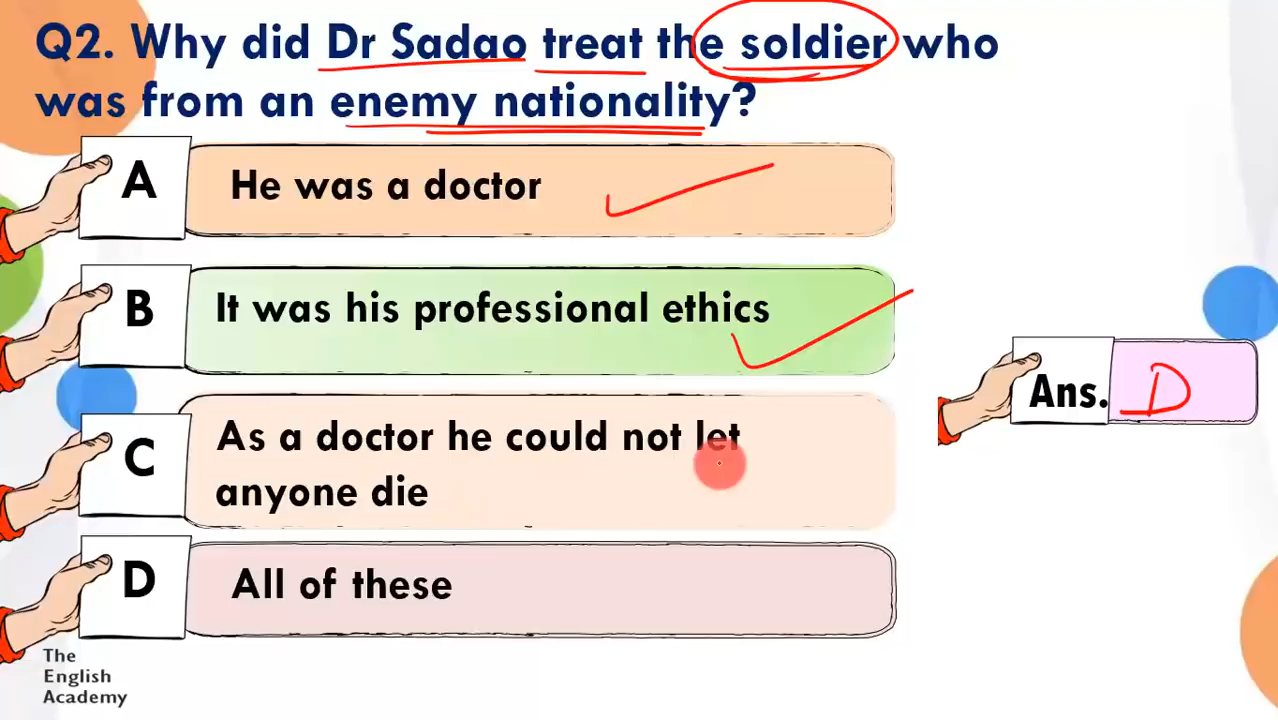 Q2. Why did Dr Sadao treat the soldier who
was from an enemy nationality?
A
He was a doctor
B
It was his professional ethics
C
As a doctor he could not let
anyone die
D
All of these
Ans. D
The
English
Academy